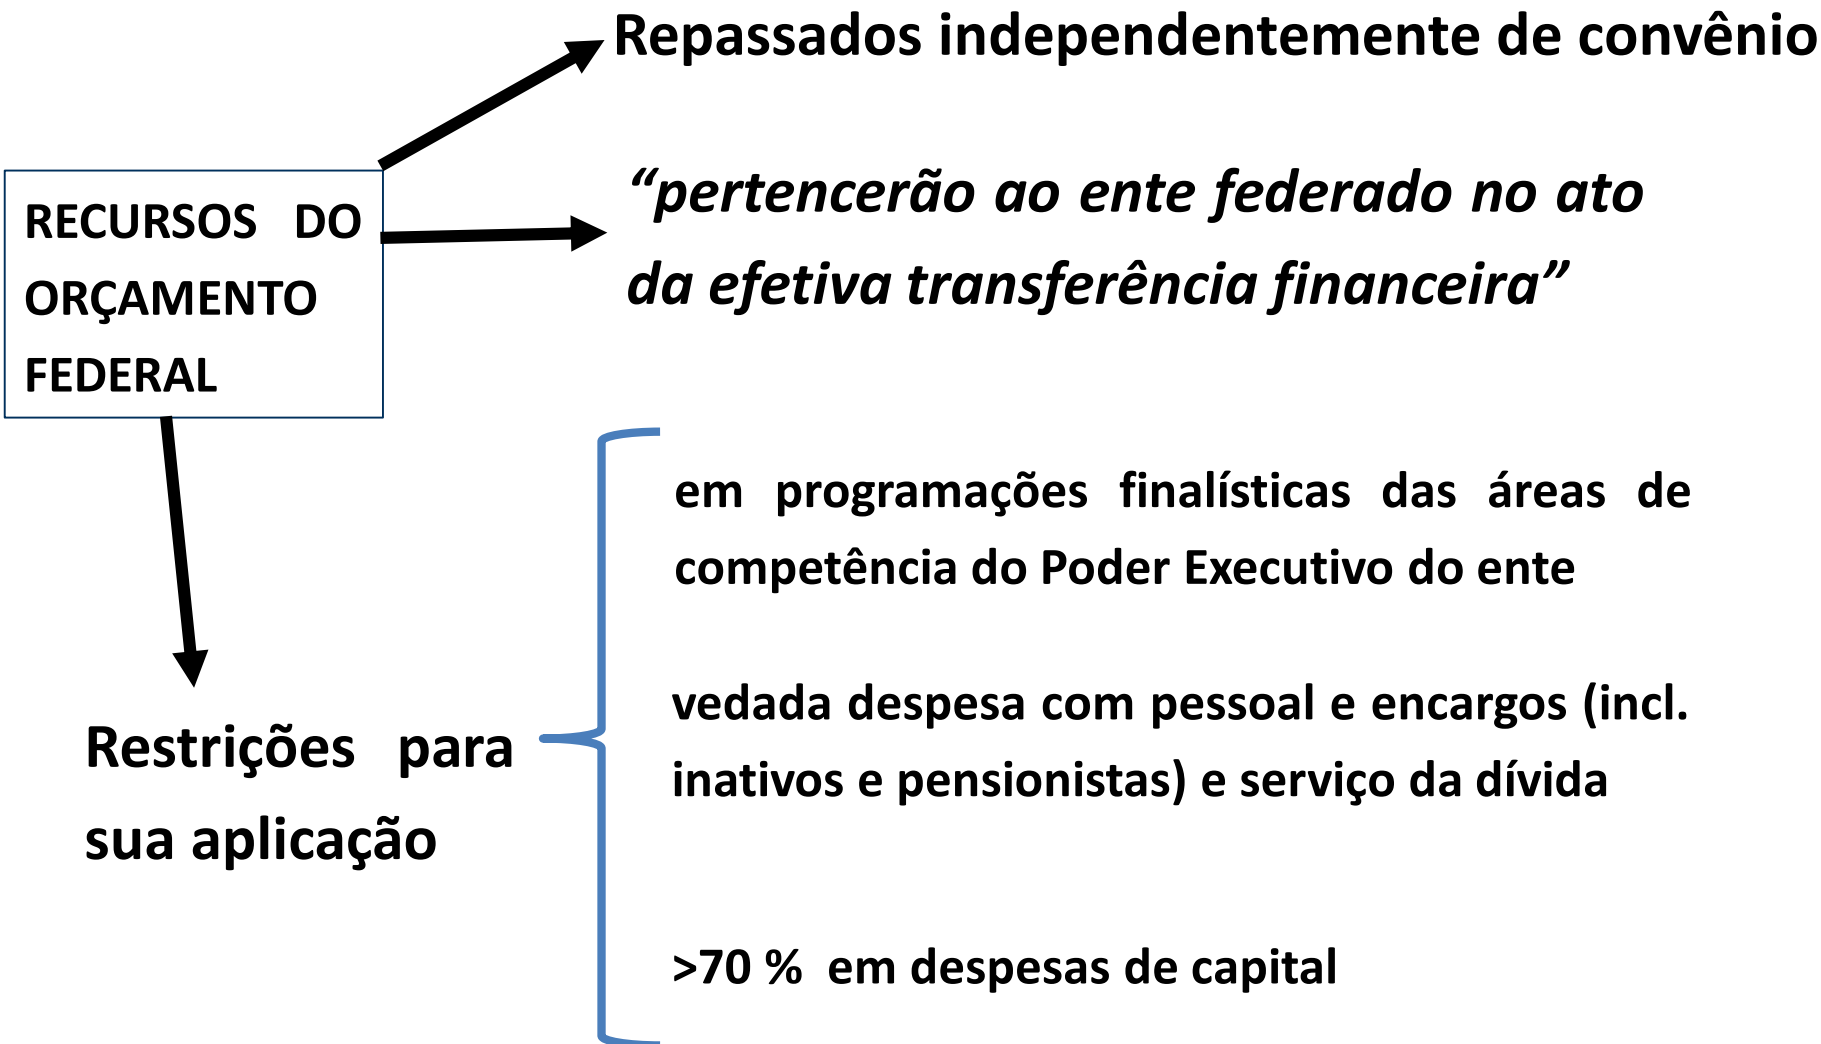 Repassados independentemente de convênio
“pertencerão ao ente federado no ato
da efetiva transferência financeira”
RECURSOS DO
ORÇAMENTO
FEDERAL
em programações finalísticas das áreas de
competência do Poder Executivo do ente
vedada despesa com pessoal e encargos (incl.
inativos e pensionistas) e serviço da dívida
Restrições para
sua aplicação
>70 % em despesas de capital